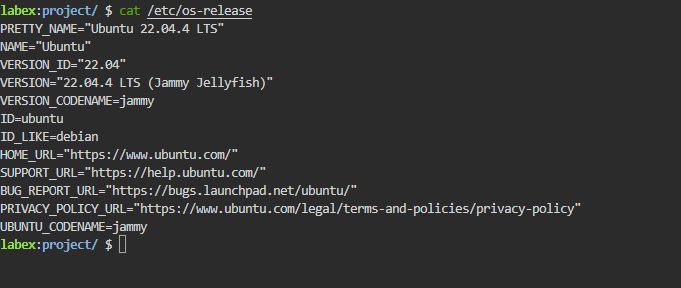 labex:project/ $ cat /etc/os-release
PRETTY_NAME="Ubuntu 22.04.4 LTS"
NAME="Ubuntu"
VERSION_ID="22.04"
VERSION="22.04.4 LTS (Jammy Jellyfish)"
VERSION_CODENAME=jammy
ID=ubuntu
ID_LIKE=debian
HOME_URL="https://www.ubuntu.com/"
SUPPORT_URL="https://help.ubuntu.com/"
BUG_REPORT_URL="https://bugs.launchpad.net/ubuntu/"
PRIVACY_POLICY_URL="https://www.ubuntu.com/legal/terms-and-policies/privacy-policy"
UBUNTU_CODENAME=jammy
labex:project/ $